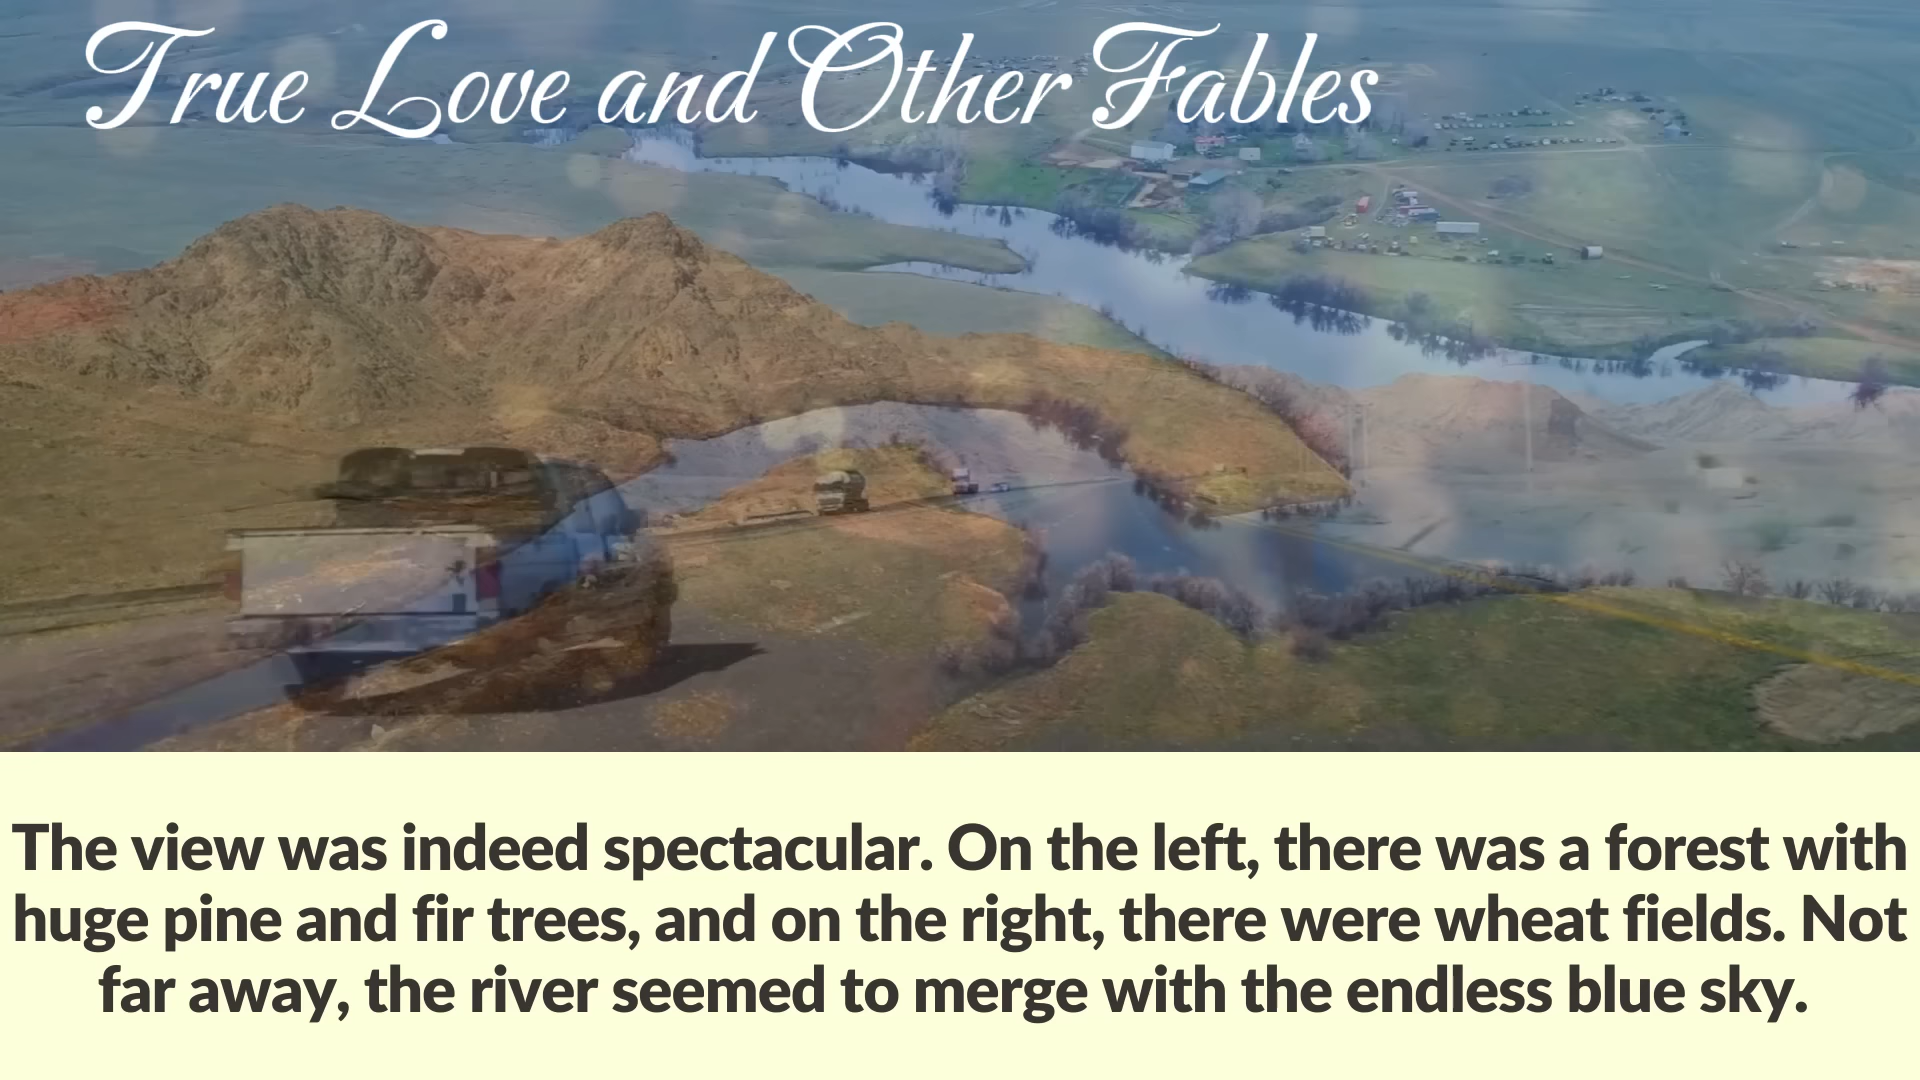 True Love and Other Fables
The view was indeed spectacular. On the left, there was a forest with
huge pine and fir trees, and on the right, there were wheat fields. Not
far away, the river seemed to merge with the endless blue sky.